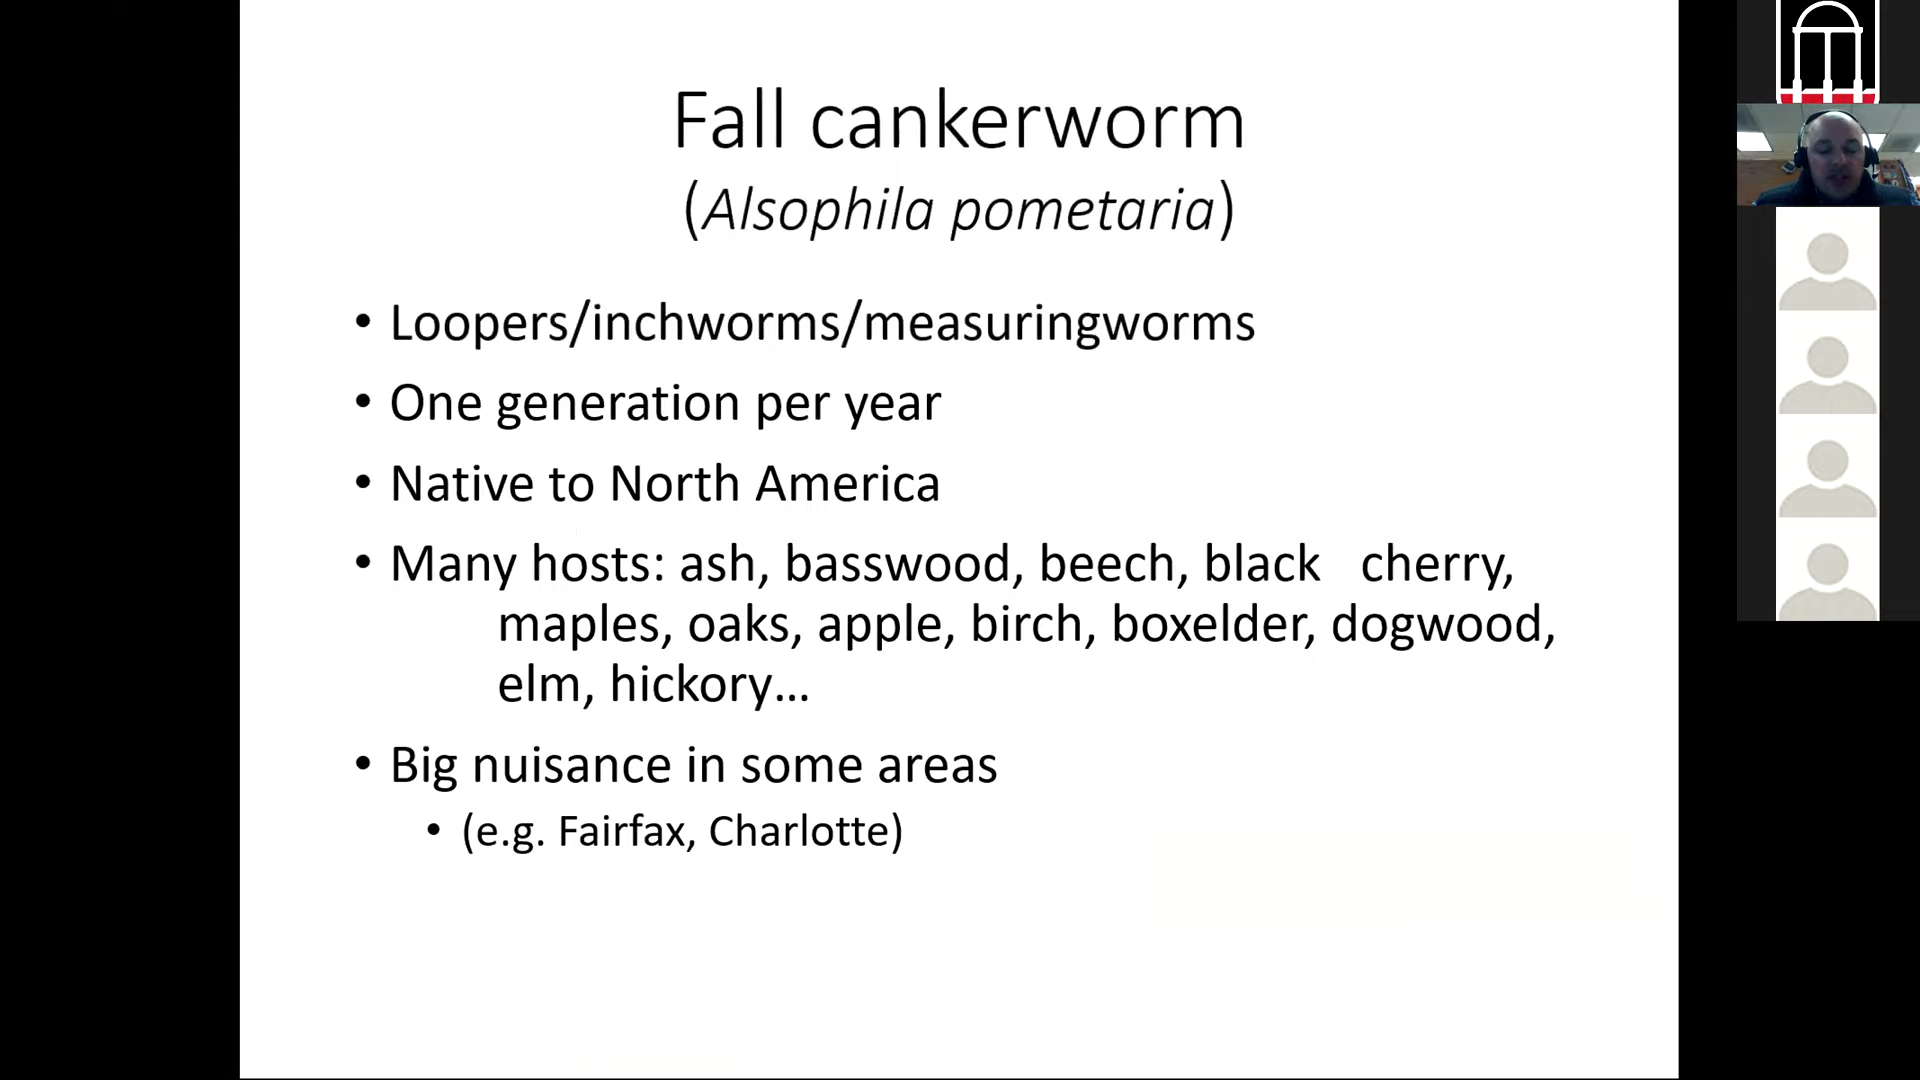 Fall cankerworm
(Alsophila pometaria)
• Loopers/inchworms/measuringworms
• One generation per year
• Native to North America
• Many hosts: ash, basswood, beech, black cherry,
maples, oaks, apple, birch, boxelder, dogwood,
elm, hickory…
• Big nuisance in some areas
• (e.g. Fairfax, Charlotte)